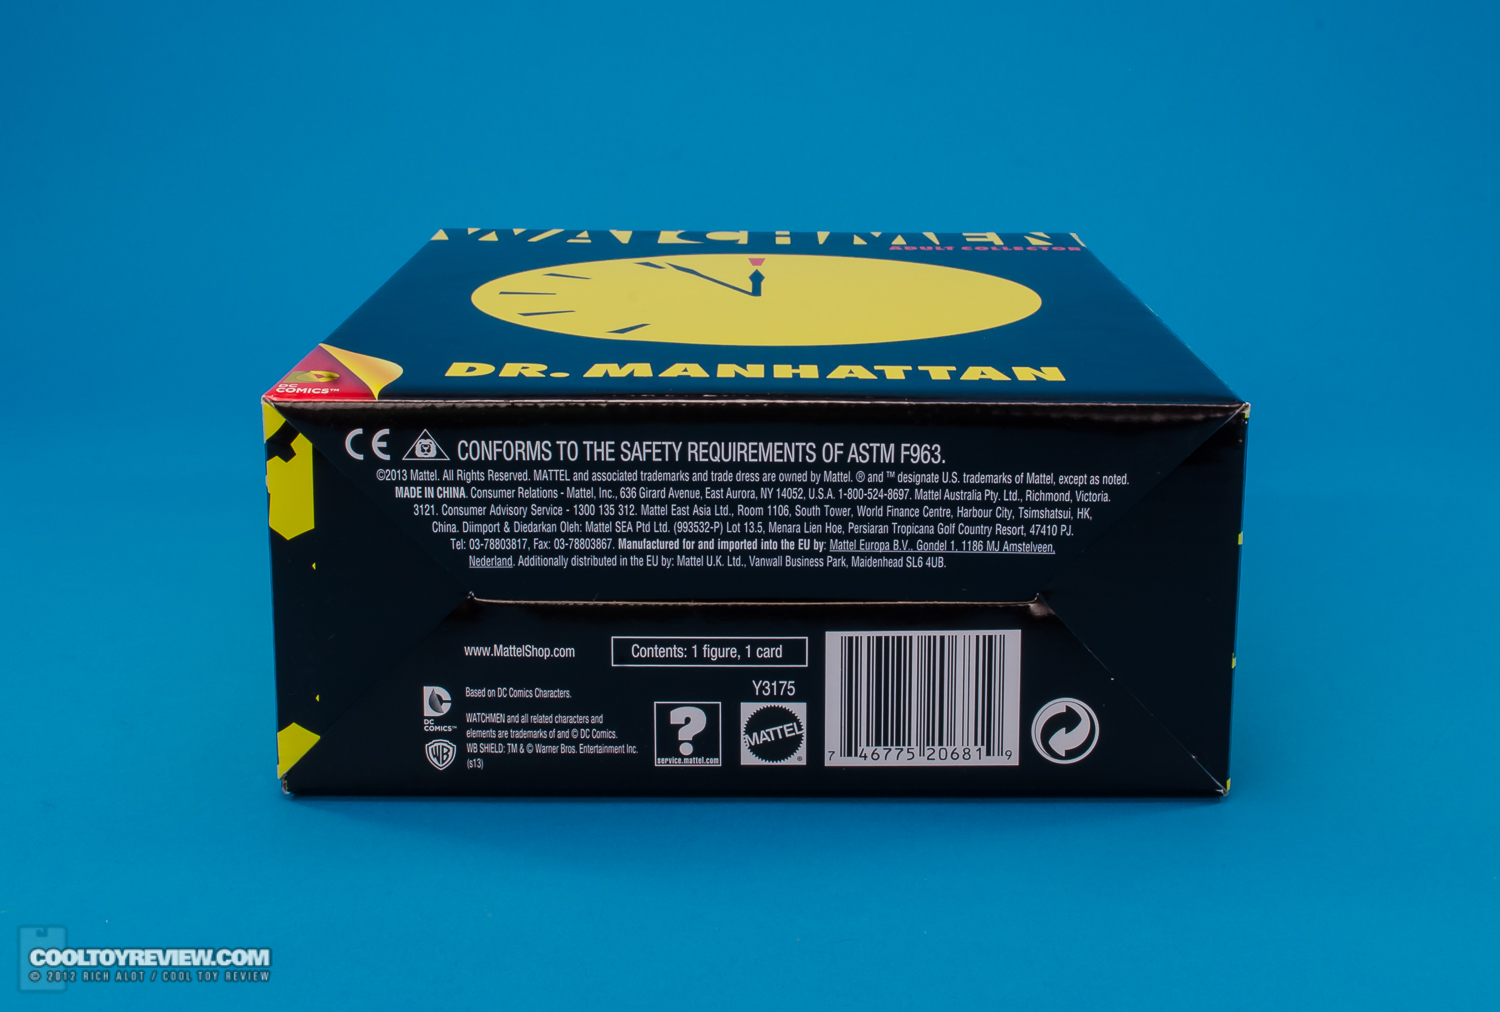 WATCHMEN
ADULT COLLECTOR
DR. MANHATTAN
DC
COMICS™
CE CONFORMS TO THE SAFETY REQUIREMENTS OF ASTM F963.
©2013 Mattel. All Rights Reserved. MATTEL and associated trademarks and trade dress are owned by Mattel. ® and ™ designate U.S. trademarks of Mattel, except as noted.
MADE IN CHINA. Consumer Relations - Mattel, Inc., 636 Girard Avenue, East Aurora, NY 14052, U.S.A. 1-800-524-8697. Mattel Australia Pty. Ltd., Richmond, Victoria.
3121. Consumer Advisory Service - 1300 135 312. Mattel East Asia Ltd., Room 1106, South Tower, World Finance Centre, Harbour City, Tsimshatsui, HK,
China. Diimport & Diedarkan Oleh: Mattel SEA Ptd Ltd. (993532-P) Lot 13.5, Menara Lien Hoe, Persiaran Tropicana Golf Country Resort, 47410 PJ.
Tel: 03-78803817, Fax: 03-78803867. Manufactured for and imported into the EU by: Mattel Europa B.V., Gondel 1, 1186 MJ Amstelveen,
Nederland. Additionally distributed in the EU by: Mattel U.K. Ltd., Vanwall Business Park, Maidenhead SL6 4UB.
www.MattelShop.com
Contents: 1 figure, 1 card
DC
COMICS™
Based on DC Comics Characters.
WATCHMEN and all related characters and
elements are trademarks of and © DC Comics.
WB SHIELD: TM & © Warner Bros. Entertainment Inc.
(s13)
WB
?
service.mattel.com
Y3175
MATTEL®
7 46775 20681 9
COOLTOYREVIEW.COM
© 2012 RICH ALOT / COOL TOY REVIEW